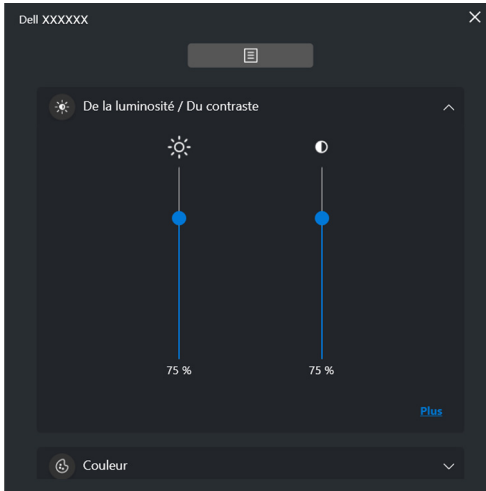 Dell XXXXXX
De la luminosité / Du contraste
75 % 75 %
Plus
Couleur